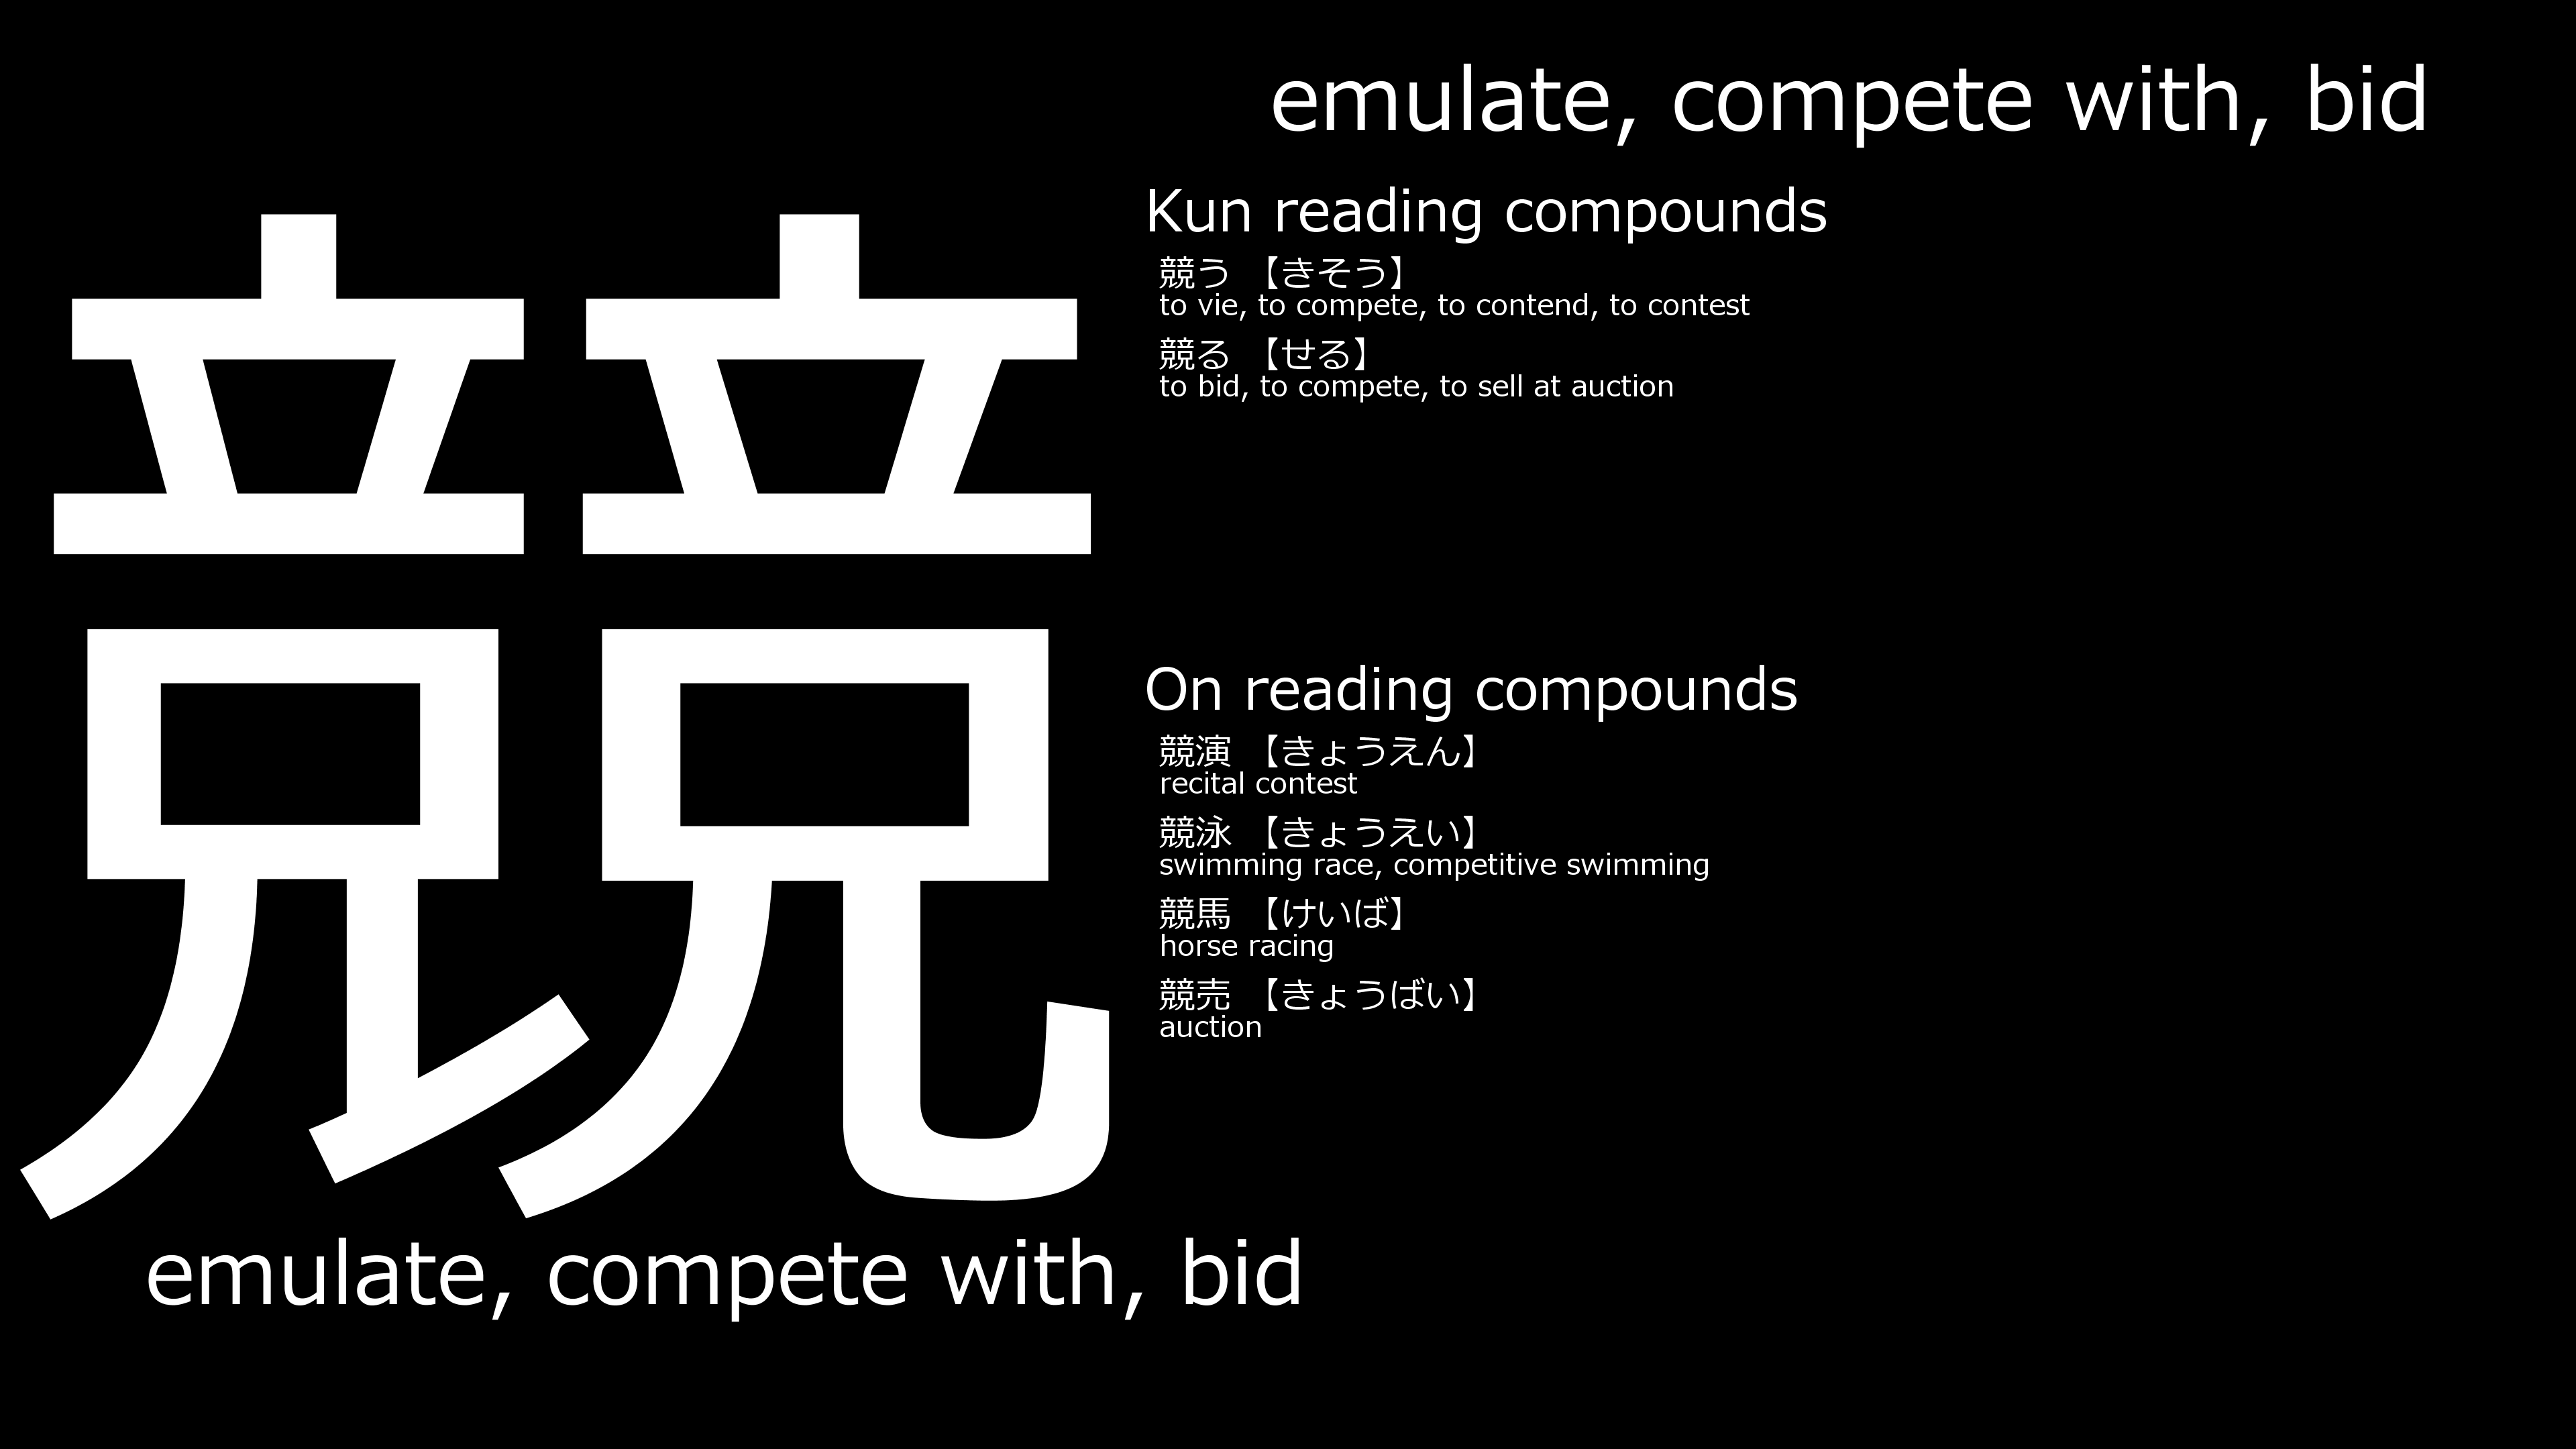 競
emulate, compete with, bid
emulate, compete with, bid
Kun reading compounds
競う 【きそう】
to vie, to compete, to contend, to contest
競る 【せる】
to bid, to compete, to sell at auction
On reading compounds
競演 【きょうえん】
recital contest
競泳 【きょうえい】
swimming race, competitive swimming
競馬 【けいば】
horse racing
競売 【きょうばい】
auction